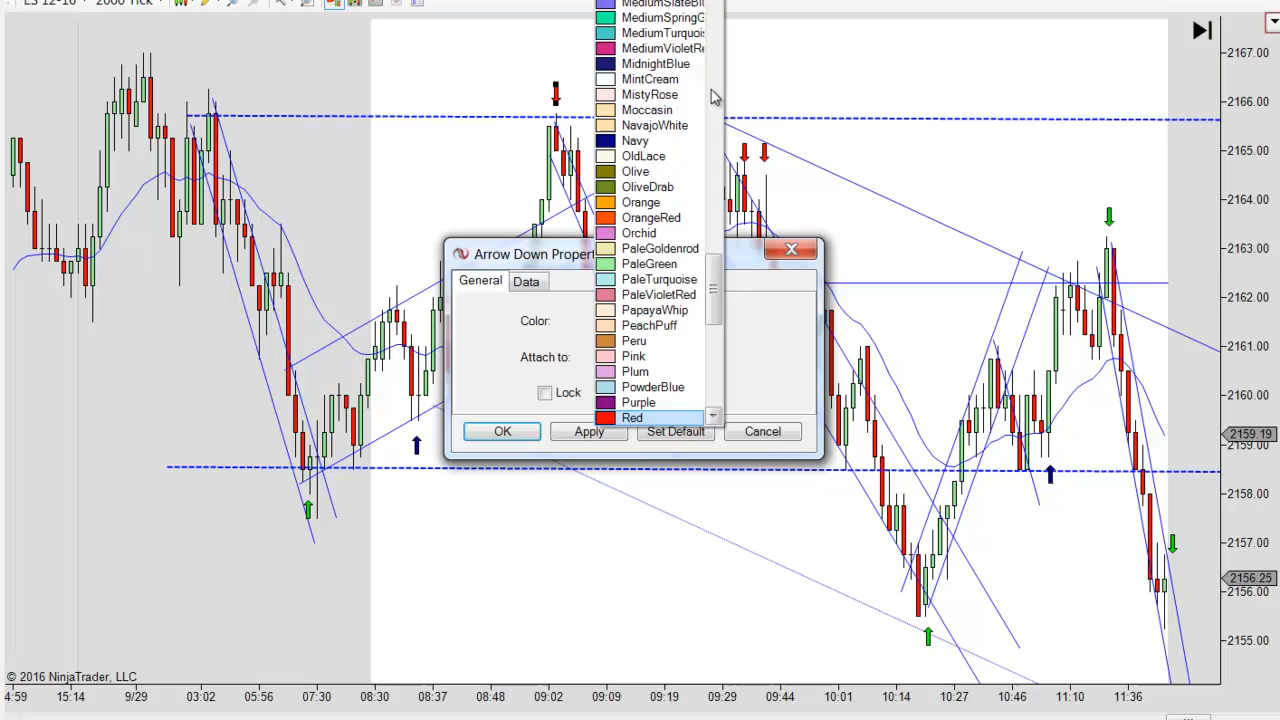 ES 12-16
2000 Tick
MediumSlateBlu
MediumSpringG
MediumTurquois
MediumVioletRe
MidnightBlue
MintCream
MistyRose
Moccasin
NavajoWhite
Navy
OldLace
Olive
OliveDrab
Orange
OrangeRed
Orchid
PaleGoldenrod
PaleGreen
PaleTurquoise
PaleVioletRed
PapayaWhip
PeachPuff
Peru
Pink
Plum
PowderBlue
Purple
Red
Arrow Down Propert
General
Data
Color:
Attach to:
Lock
OK
Apply
Set Default
Cancel
2167.00
2166.00
2165.00
2164.00
2163.00
2162.00
2161.00
2160.00
2159.19
2159.00
2158.00
2157.00
2156.25
2156.00
2155.00
© 2016 NinjaTrader, LLC
4:59 15:14 9/29 03:02 05:56 07:30 08:30 08:37 08:48 09:02 09:09 09:19 09:29 09:44 10:01 10:14 10:27 10:46 11:10 11:36